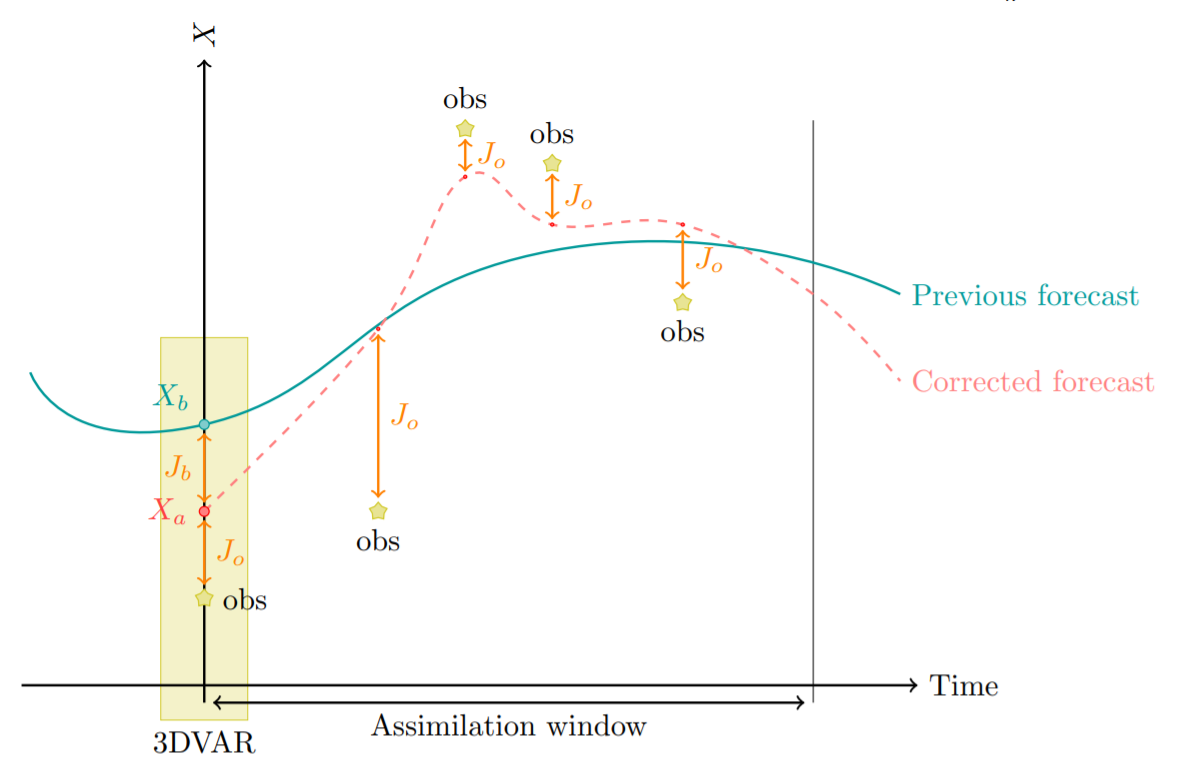 X
obs
obs
J_o
J_o
J_o
Previous forecast
obs
Corrected forecast
X_b
J_o
J_b
X_a
obs
J_o
obs
Time
Assimilation window
3DVAR